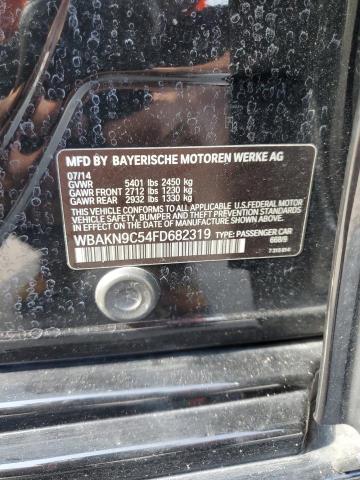 MFD BY BAYERISCHE MOTOREN WERKE AG
07/14
GVWR 5401 lbs 2450 kg
GAWR FRONT 2712 lbs 1230 kg
GAWR REAR 2932 lbs 1330 kg
THIS VEHICLE CONFORMS TO ALL APPLICABLE U.S. FEDERAL
MOTOR VEHICLE SAFETY, BUMPER, AND THEFT PREVENTION
STANDARDS IN EFFECT ON THE DATE OF MANUFACTURE SHOWN ABOVE.
WBAKN9C54FD682319 TYPE: PASSENGER CAR
668/9